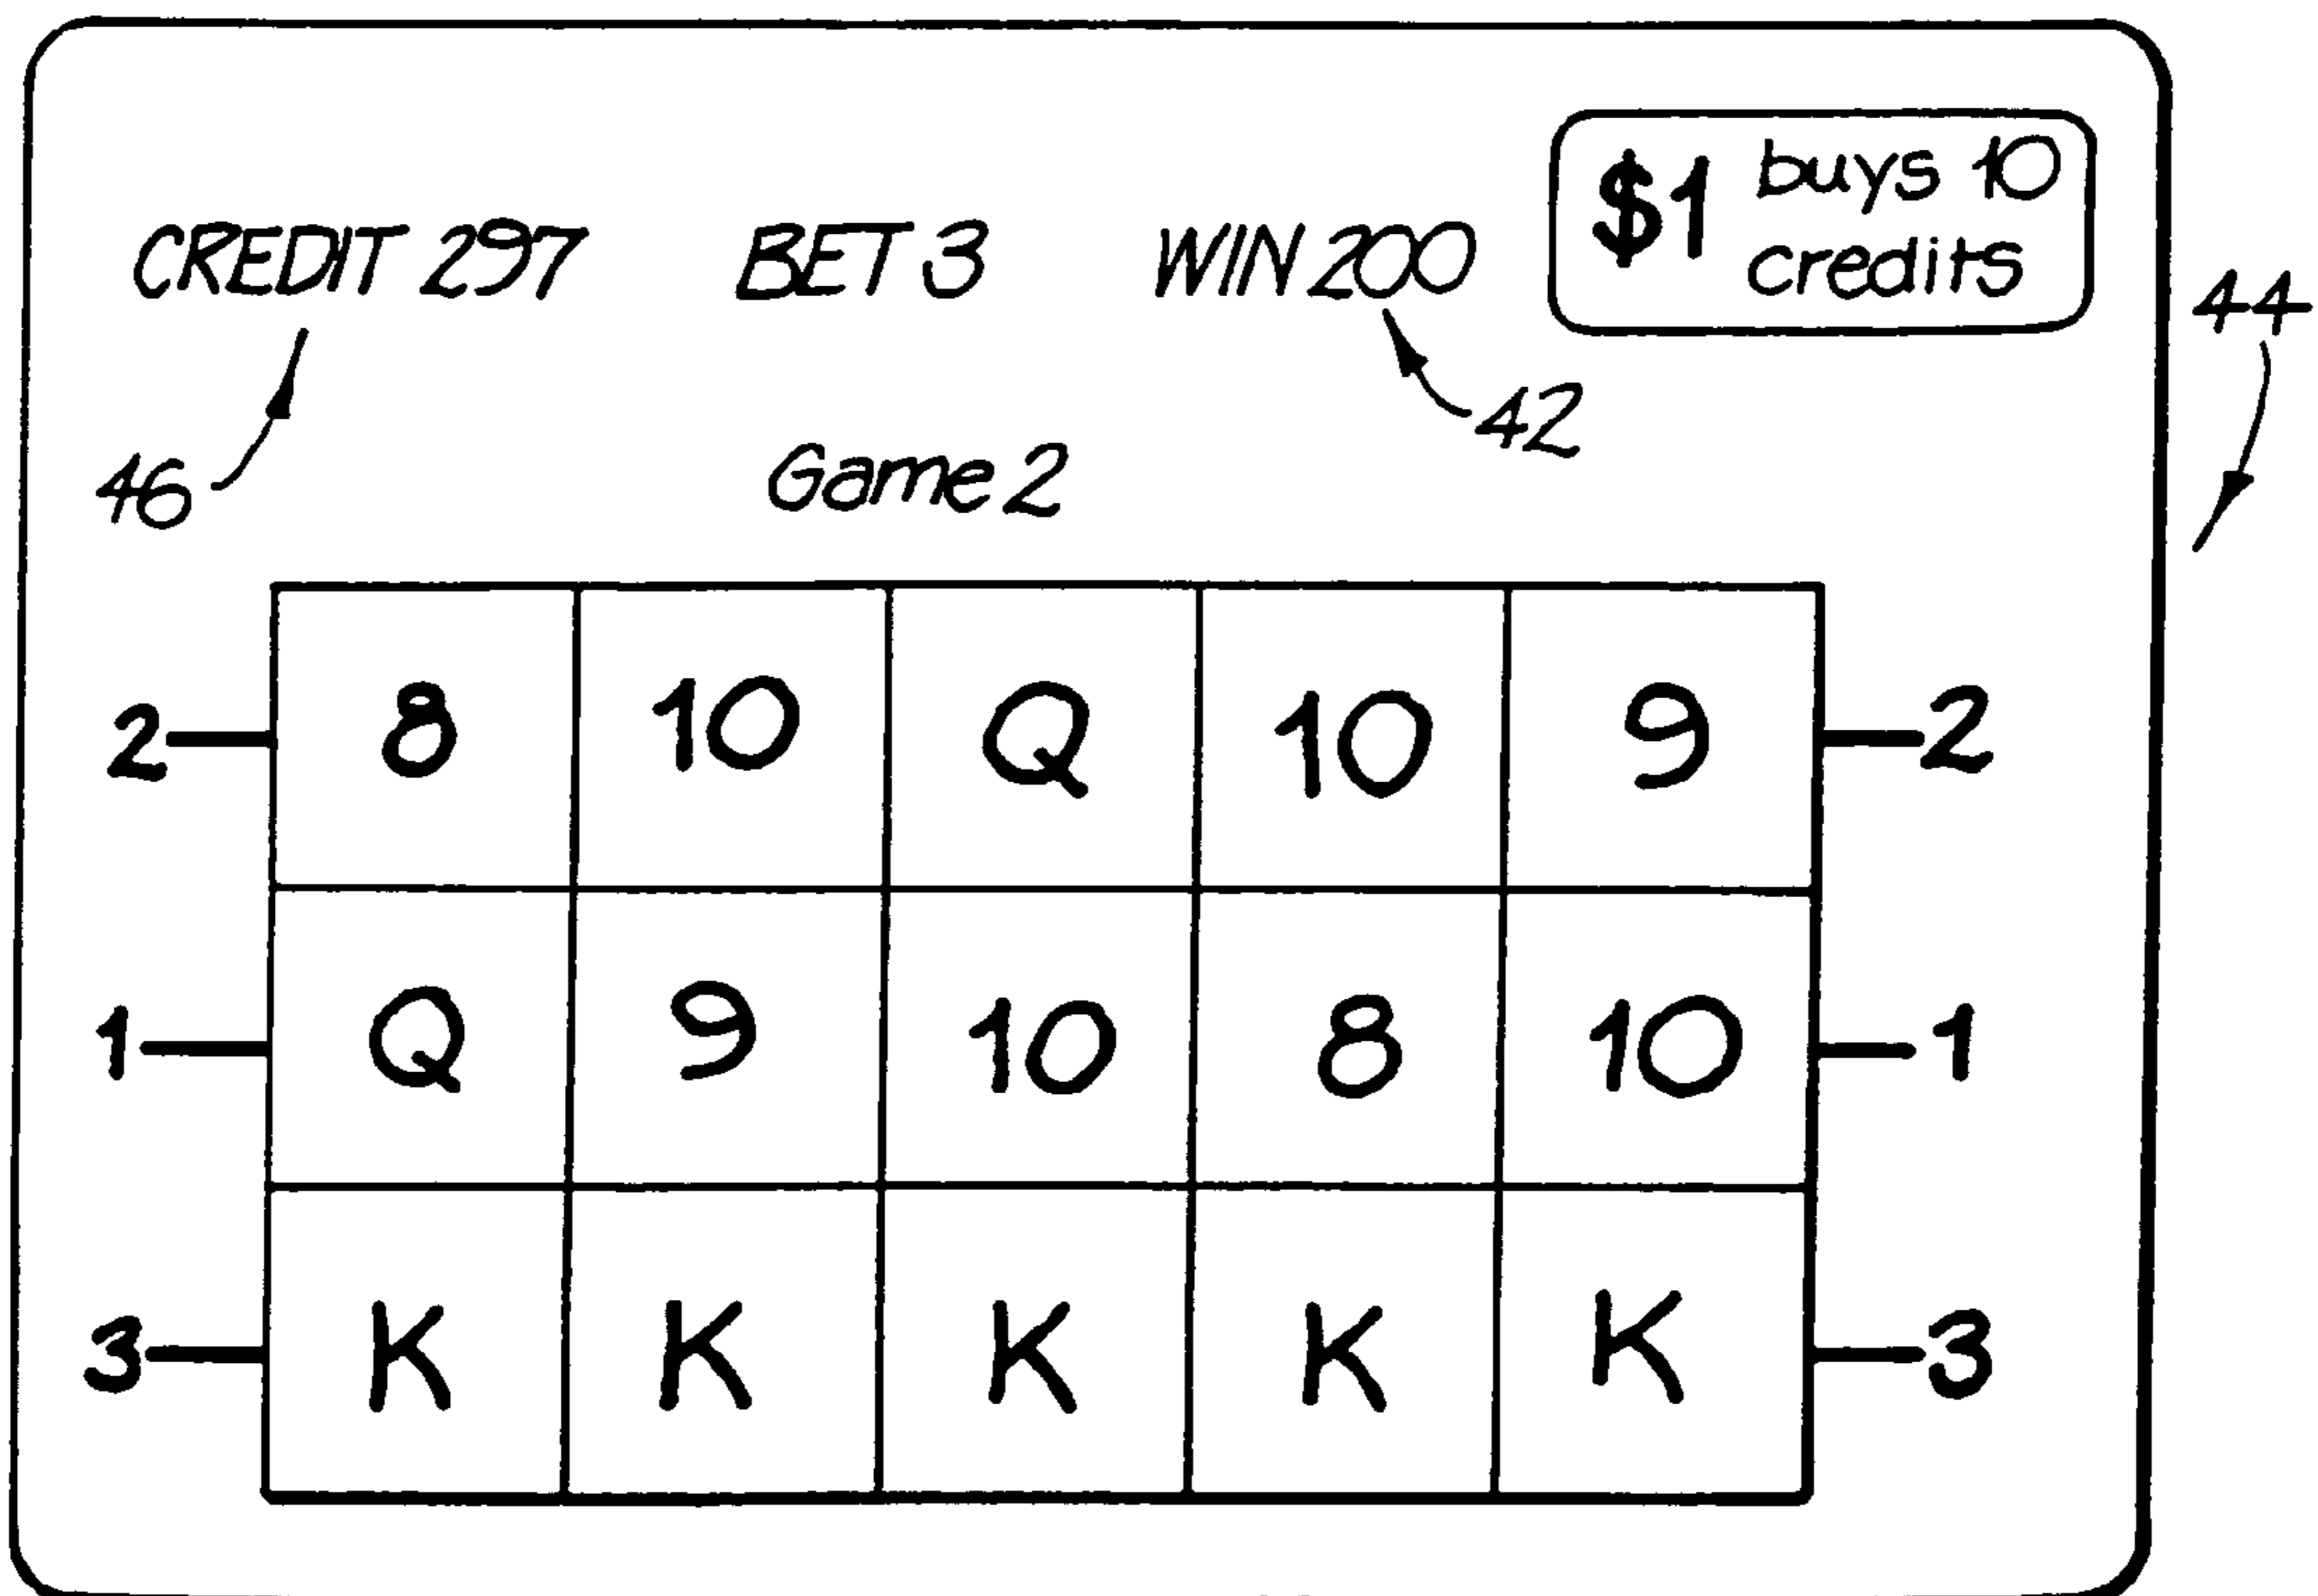 $1 buys 10
credits
CREDIT 297 BET 3 WIN 200
44
42
46
Game 2
2 8 10 Q 10 9 2
1 Q 9 10 8 10 1
3 K K K K K 3